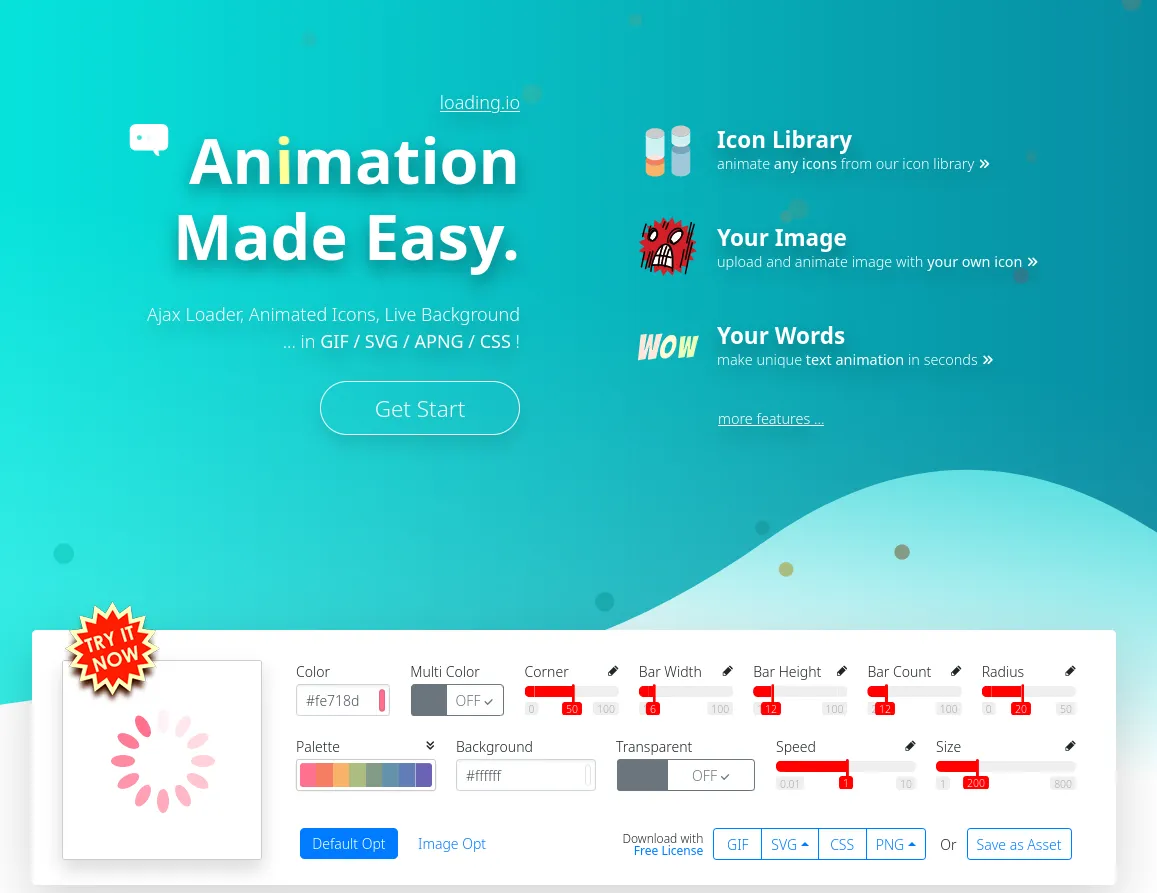 loading.io
Animation
Made Easy.
Ajax Loader, Animated Icons, Live Background
... in GIF / SVG / APNG / CSS !
Get Start
Icon Library
animate any icons from our icon library »
Your Image
upload and animate image with your own icon »
WOW
Your Words
make unique text animation in seconds »
more features ...
TRY IT
NOW
Color
Multi Color
Corner
Bar Width
Bar Height
Bar Count
Radius
#fe718d
OFF
0 50 100
6 100
12 100
12 100
0 20 50
Palette
Background
Transparent
Speed
Size
#ffffff
OFF
0.01 1 10
1 200 800
Default Opt
Image Opt
Download with
Free License
GIF
SVG
CSS
PNG
Or
Save as Asset